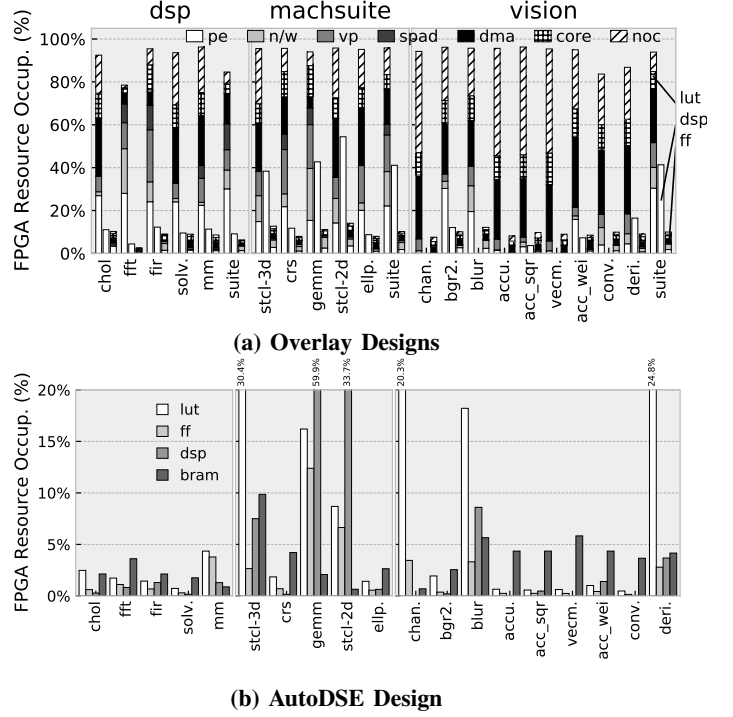 dsp machsuite vision
pe n/w vp spad dma core noc
FPGA Resource Occup. (%)
100%
80%
60%
40%
20%
0%
lut
dsp
ff
chol fft fir solv. mm suite stcl-3d crs gemm stcl-2d ellp. suite chan. bgr2. blur accu. acc_sqr vecm. acc_wei conv. deri. suite
(a) Overlay Designs
30.4% 59.9% 33.7% 20.3% 24.8%
FPGA Resource Occup. (%)
20%
15%
10%
5%
0%
lut
ff
dsp
bram
chol fft fir solv. mm stcl-3d crs gemm stcl-2d ellp. chan. bgr2. blur accu. acc_sqr vecm. acc_wei conv. deri.
(b) AutoDSE Design